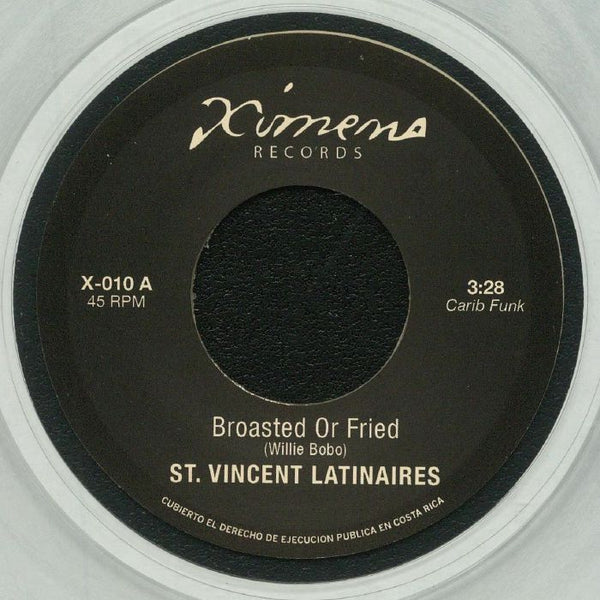 Ximena
RECORDS
X-010 A
45 RPM
3:28
Carib Funk
Broasted Or Fried
(Willie Bobo)
ST. VINCENT LATINAIRES
CUBIERTO EL DERECHO DE EJECUCION PUBLICA EN COSTA RICA